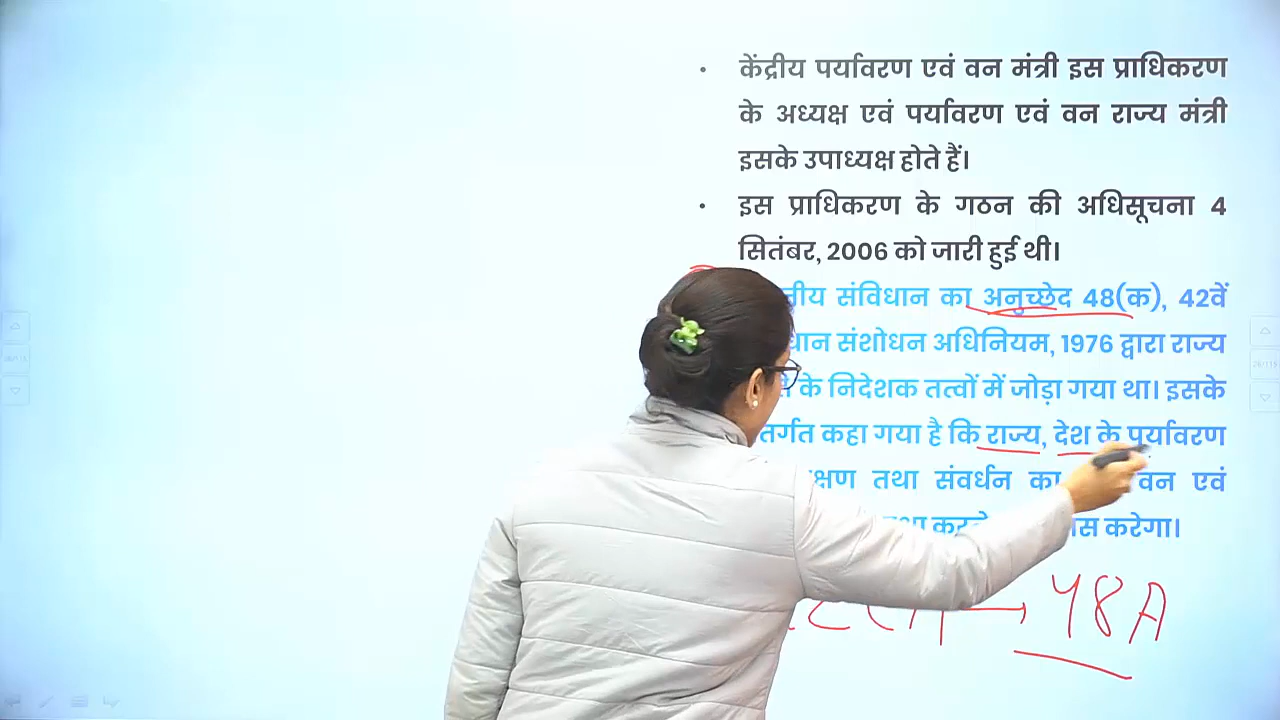 • केंद्रीय पर्यावरण एवं वन मंत्री इस प्राधिकरण
के अध्यक्ष एवं पर्यावरण एवं वन राज्य मंत्री
इसके उपाध्यक्ष होते हैं।
• इस प्राधिकरण के गठन की अधिसूचना 4
सितंबर, 2006 को जारी हुई थी।
संविधान का अनुच्छेद 48(क), 42वें
संशोधन अधिनियम, 1976 द्वारा राज्य
के निदेशक तत्वों में जोड़ा गया था। इसके
कहा गया है कि राज्य, देश के पर्यावरण
तथा संवर्धन का वन एवं
करेगा।
48A